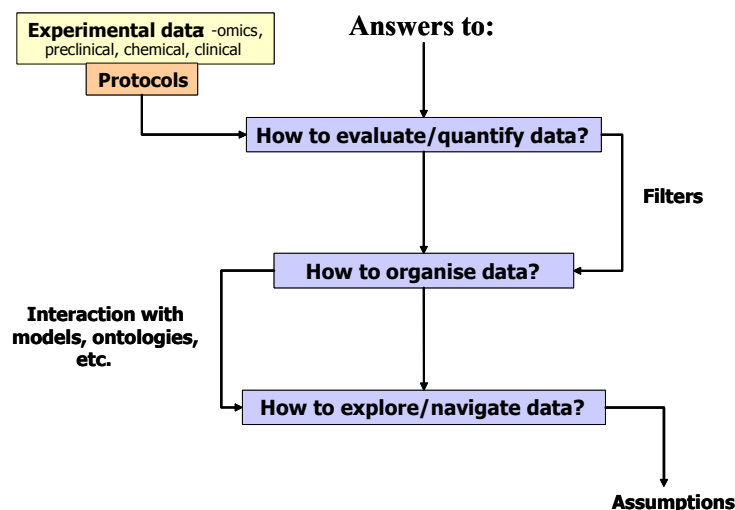 Experimental data: -omics,
preclinical, chemical, clinical
Protocols
Answers to:
How to evaluate/quantify data?
Filters
How to organise data?
Interaction with
models, ontologies,
etc.
How to explore/navigate data?
Assumptions